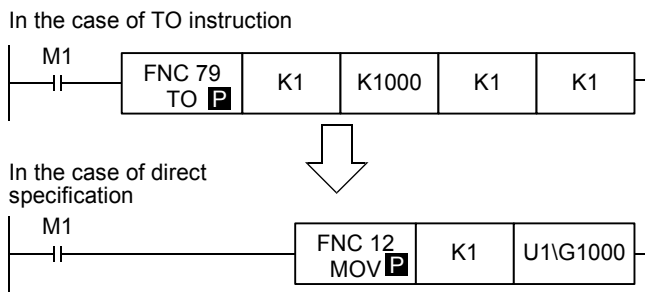 In the case of TO instruction
M1
FNC 79
TO P
K1
K1000
K1
K1
In the case of direct
specification
M1
FNC 12
MOV P
K1
U1\G1000